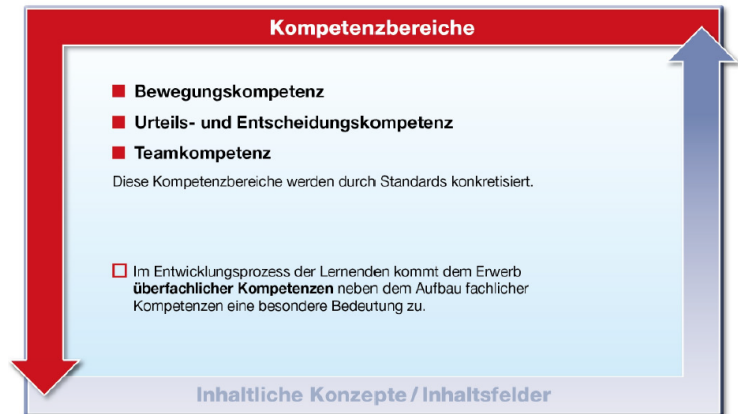 Kompetenzbereiche
Bewegungskompetenz
Urteils- und Entscheidungskompetenz
Teamkompetenz
Diese Kompetenzbereiche werden durch Standards konkretisiert.
Im Entwicklungsprozess der Lernenden kommt dem Erwerb
überfachlicher Kompetenzen neben dem Aufbau fachlicher
Kompetenzen eine besondere Bedeutung zu.
Inhaltliche Konzepte / Inhaltsfelder